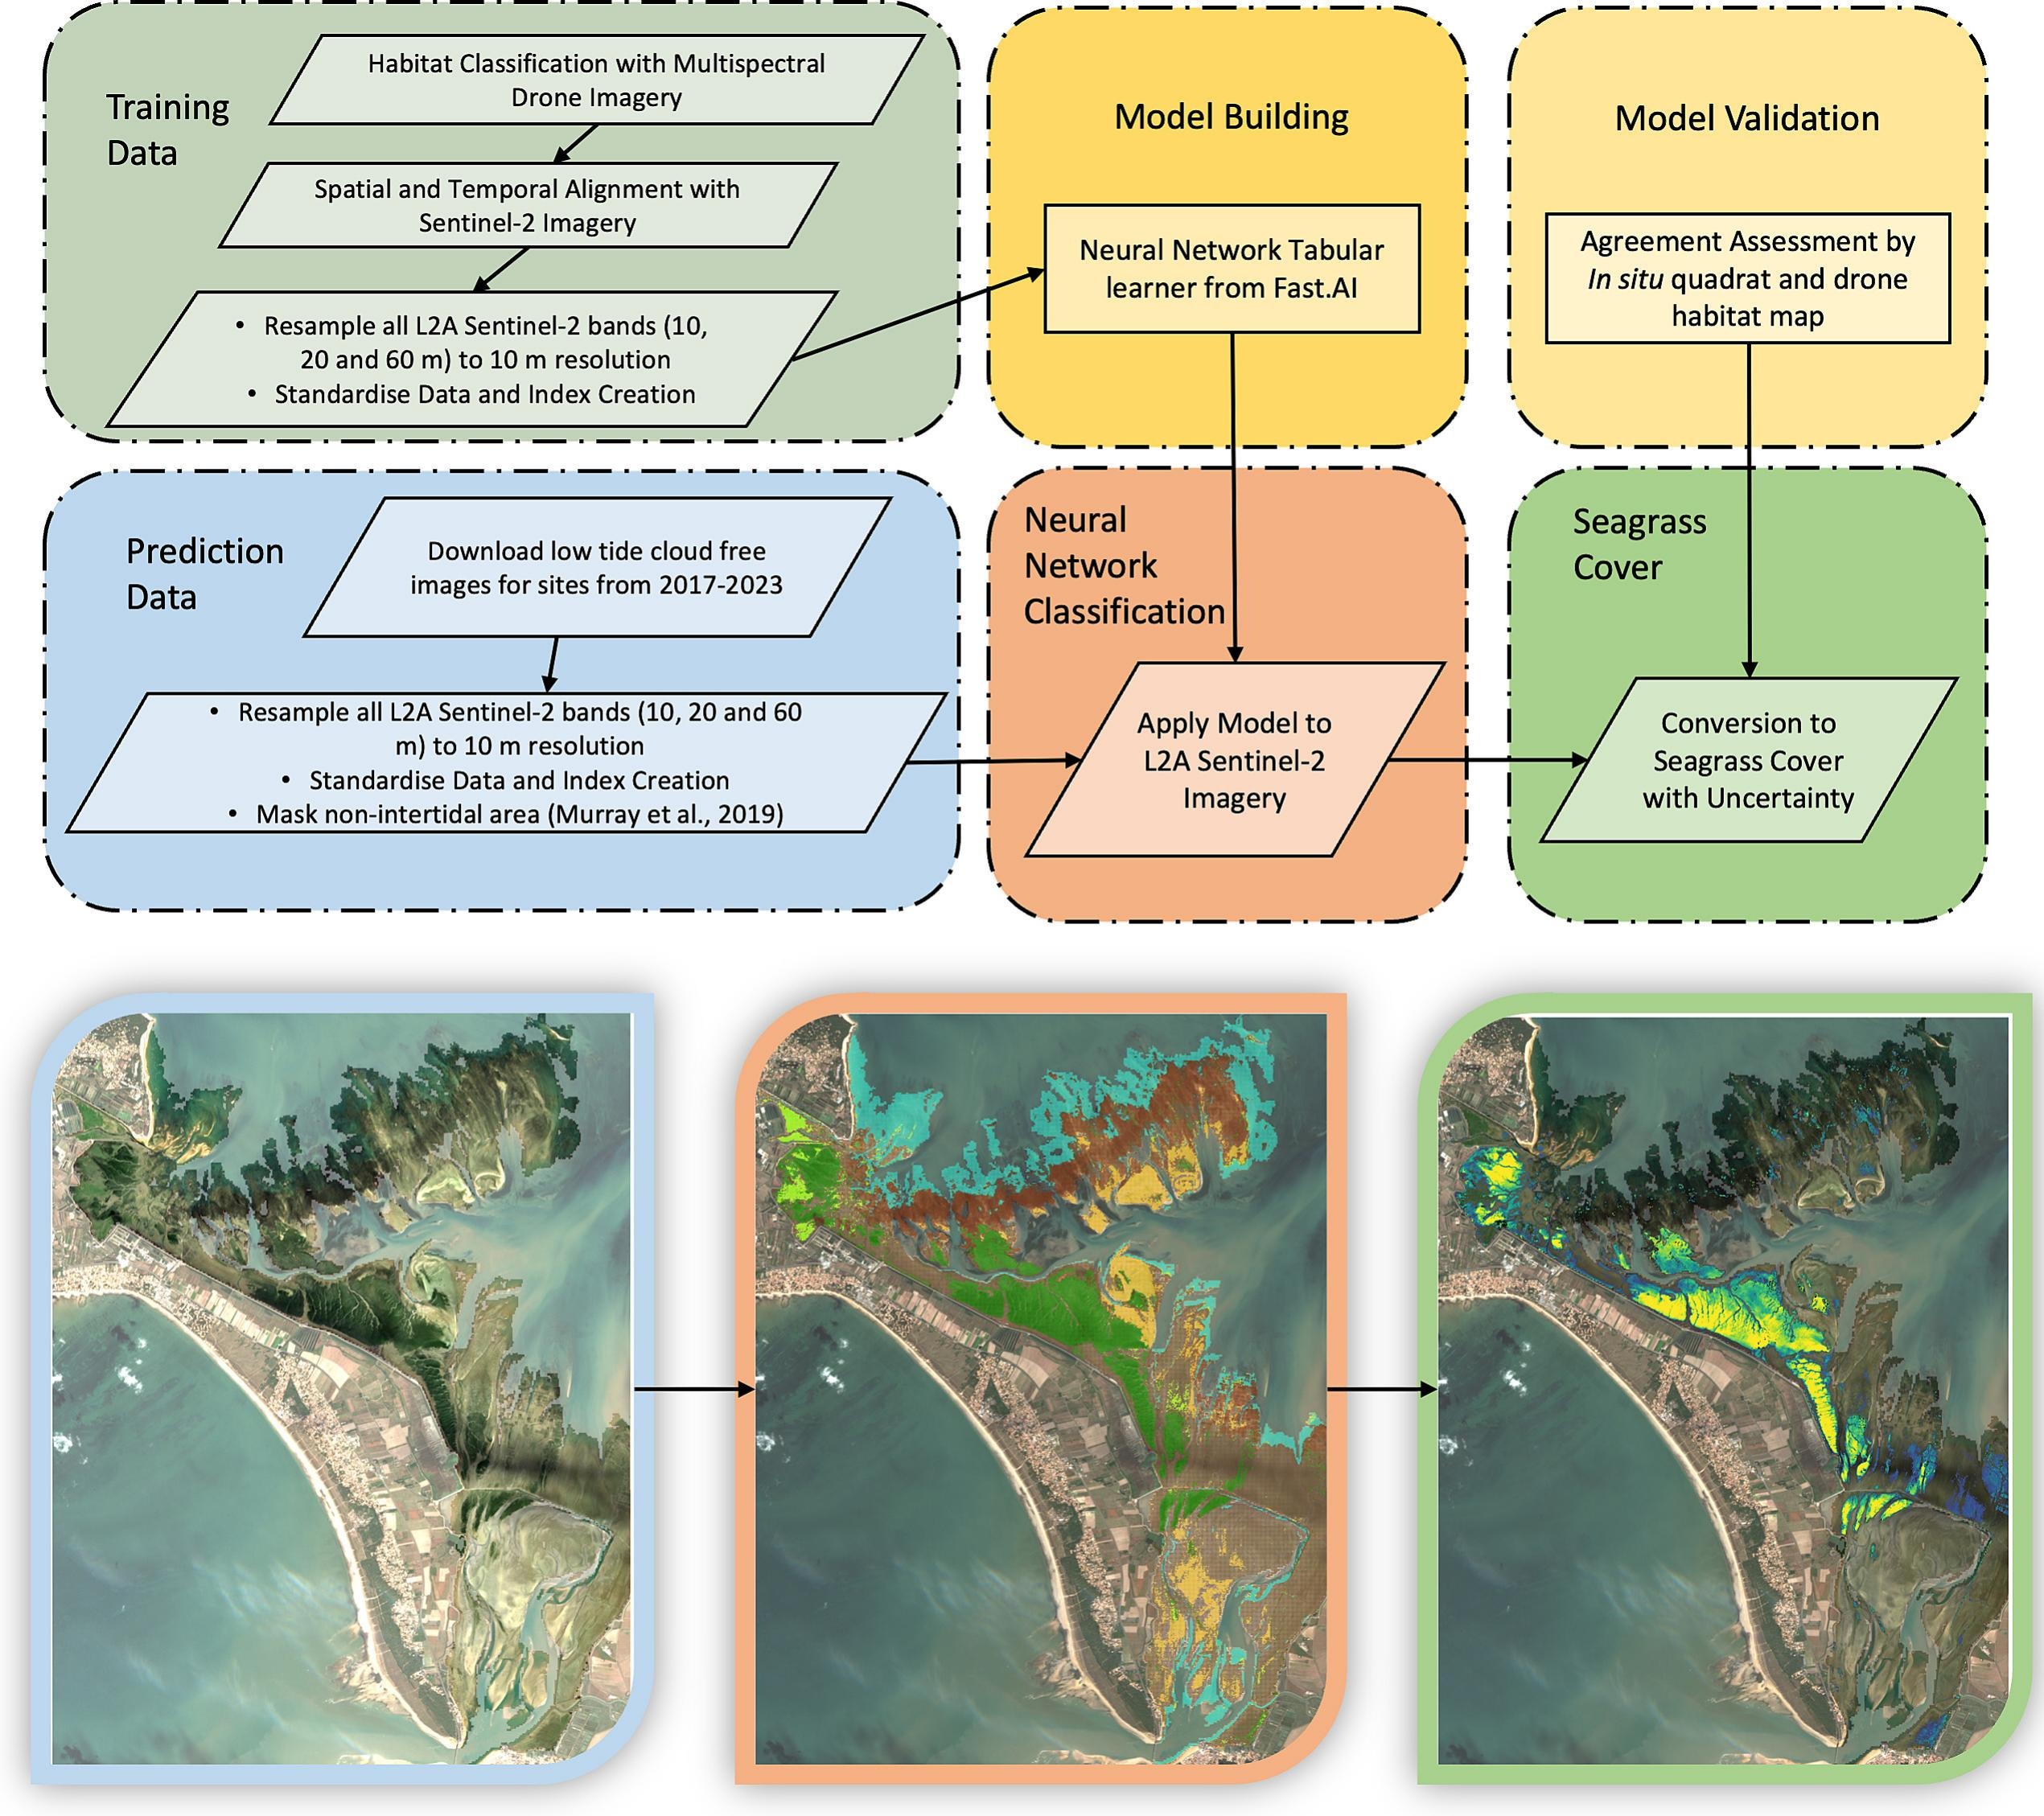 Training
Data
Habitat Classification with Multispectral
Drone Imagery
Spatial and Temporal Alignment with
Sentinel-2 Imagery
• Resample all L2A Sentinel-2 bands (10,
20 and 60 m) to 10 m resolution
• Standardise Data and Index Creation
Model Building
Neural Network Tabular
learner from Fast.AI
Model Validation
Agreement Assessment by
In situ quadrat and drone
habitat map
Prediction
Data
Download low tide cloud free
images for sites from 2017-2023
• Resample all L2A Sentinel-2 bands (10, 20 and 60
m) to 10 m resolution
• Standardise Data and Index Creation
• Mask non-intertidal area (Murray et al., 2019)
Neural
Network
Classification
Apply Model to
L2A Sentinel-2
Imagery
Seagrass
Cover
Conversion to
Seagrass Cover
with Uncertainty